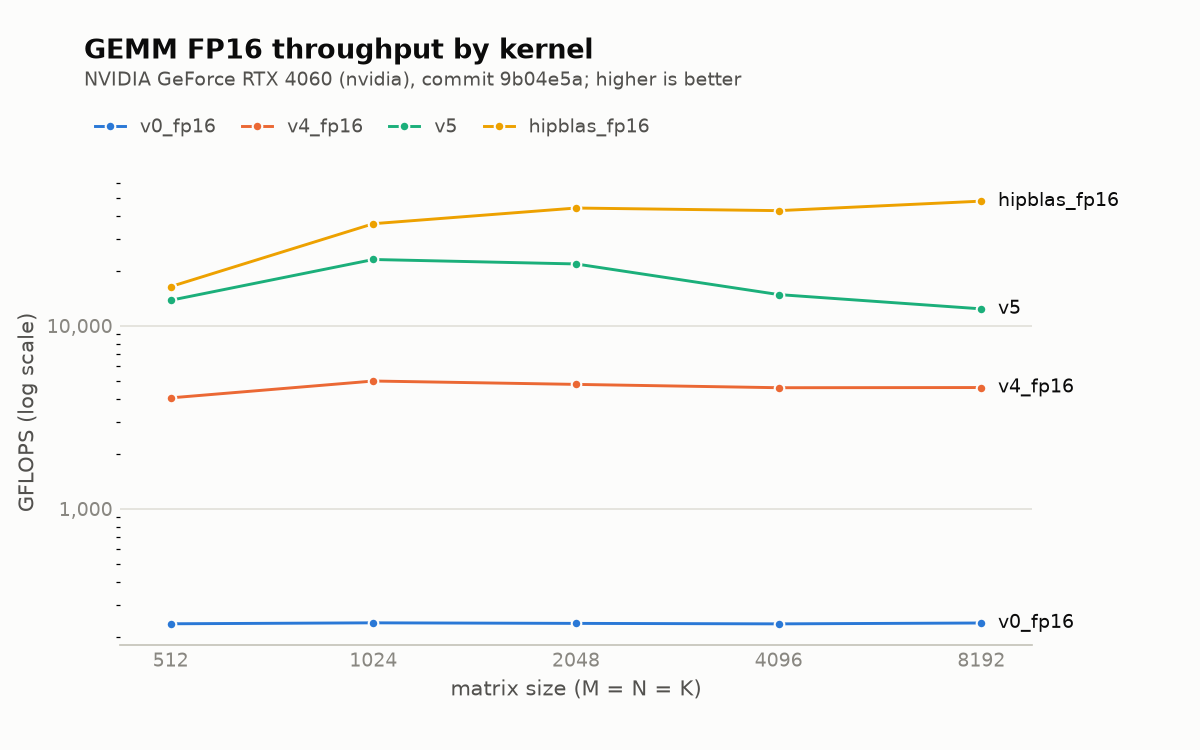 GEMM FP16 throughput by kernel
NVIDIA GeForce RTX 4060 (nvidia), commit 9b04e5a; higher is better
v0_fp16 v4_fp16 v5 hipblas_fp16
hipblas_fp16
v5
10,000
v4_fp16
GFLOPS (log scale)
1,000
v0_fp16
512 1024 2048 4096 8192
matrix size (M = N = K)